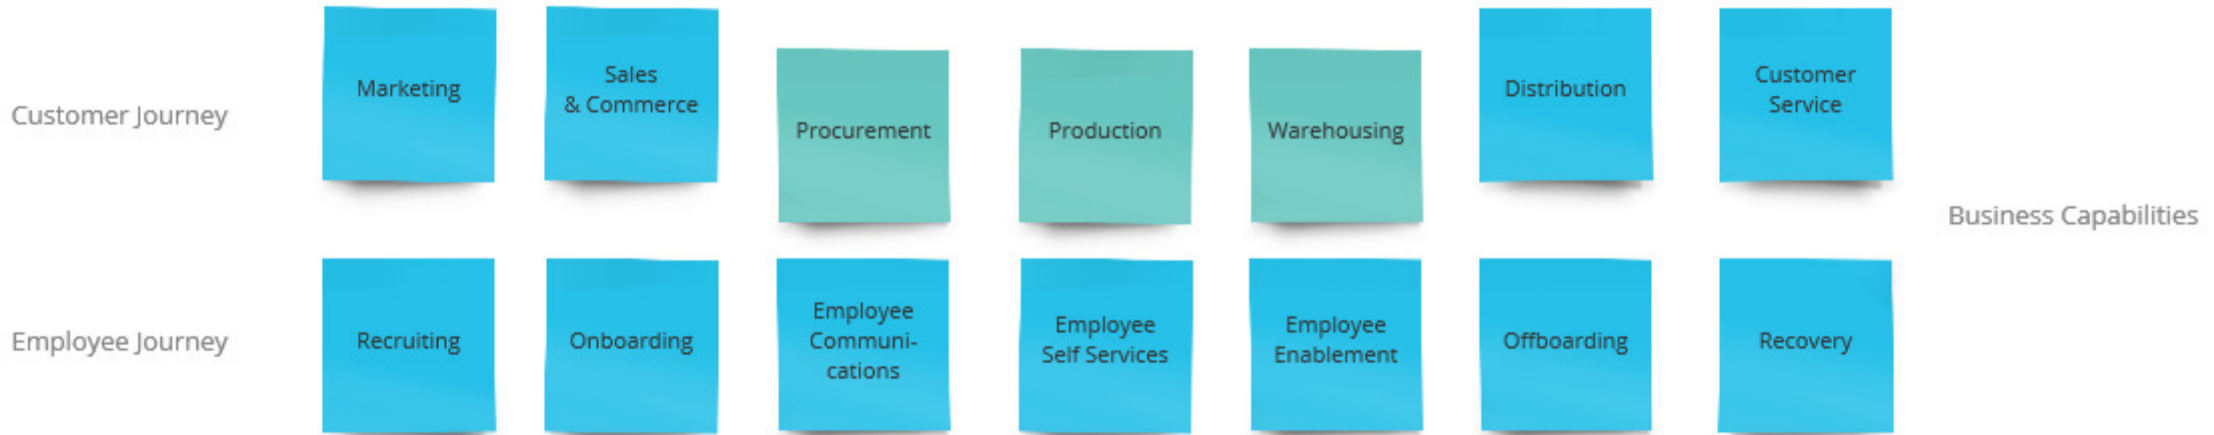 Customer Journey
Marketing
Sales
& Commerce
Procurement
Production
Warehousing
Distribution
Customer
Service
Business Capabilities
Employee Journey
Recruiting
Onboarding
Employee
Communi-
cations
Employee
Self Services
Employee
Enablement
Offboarding
Recovery